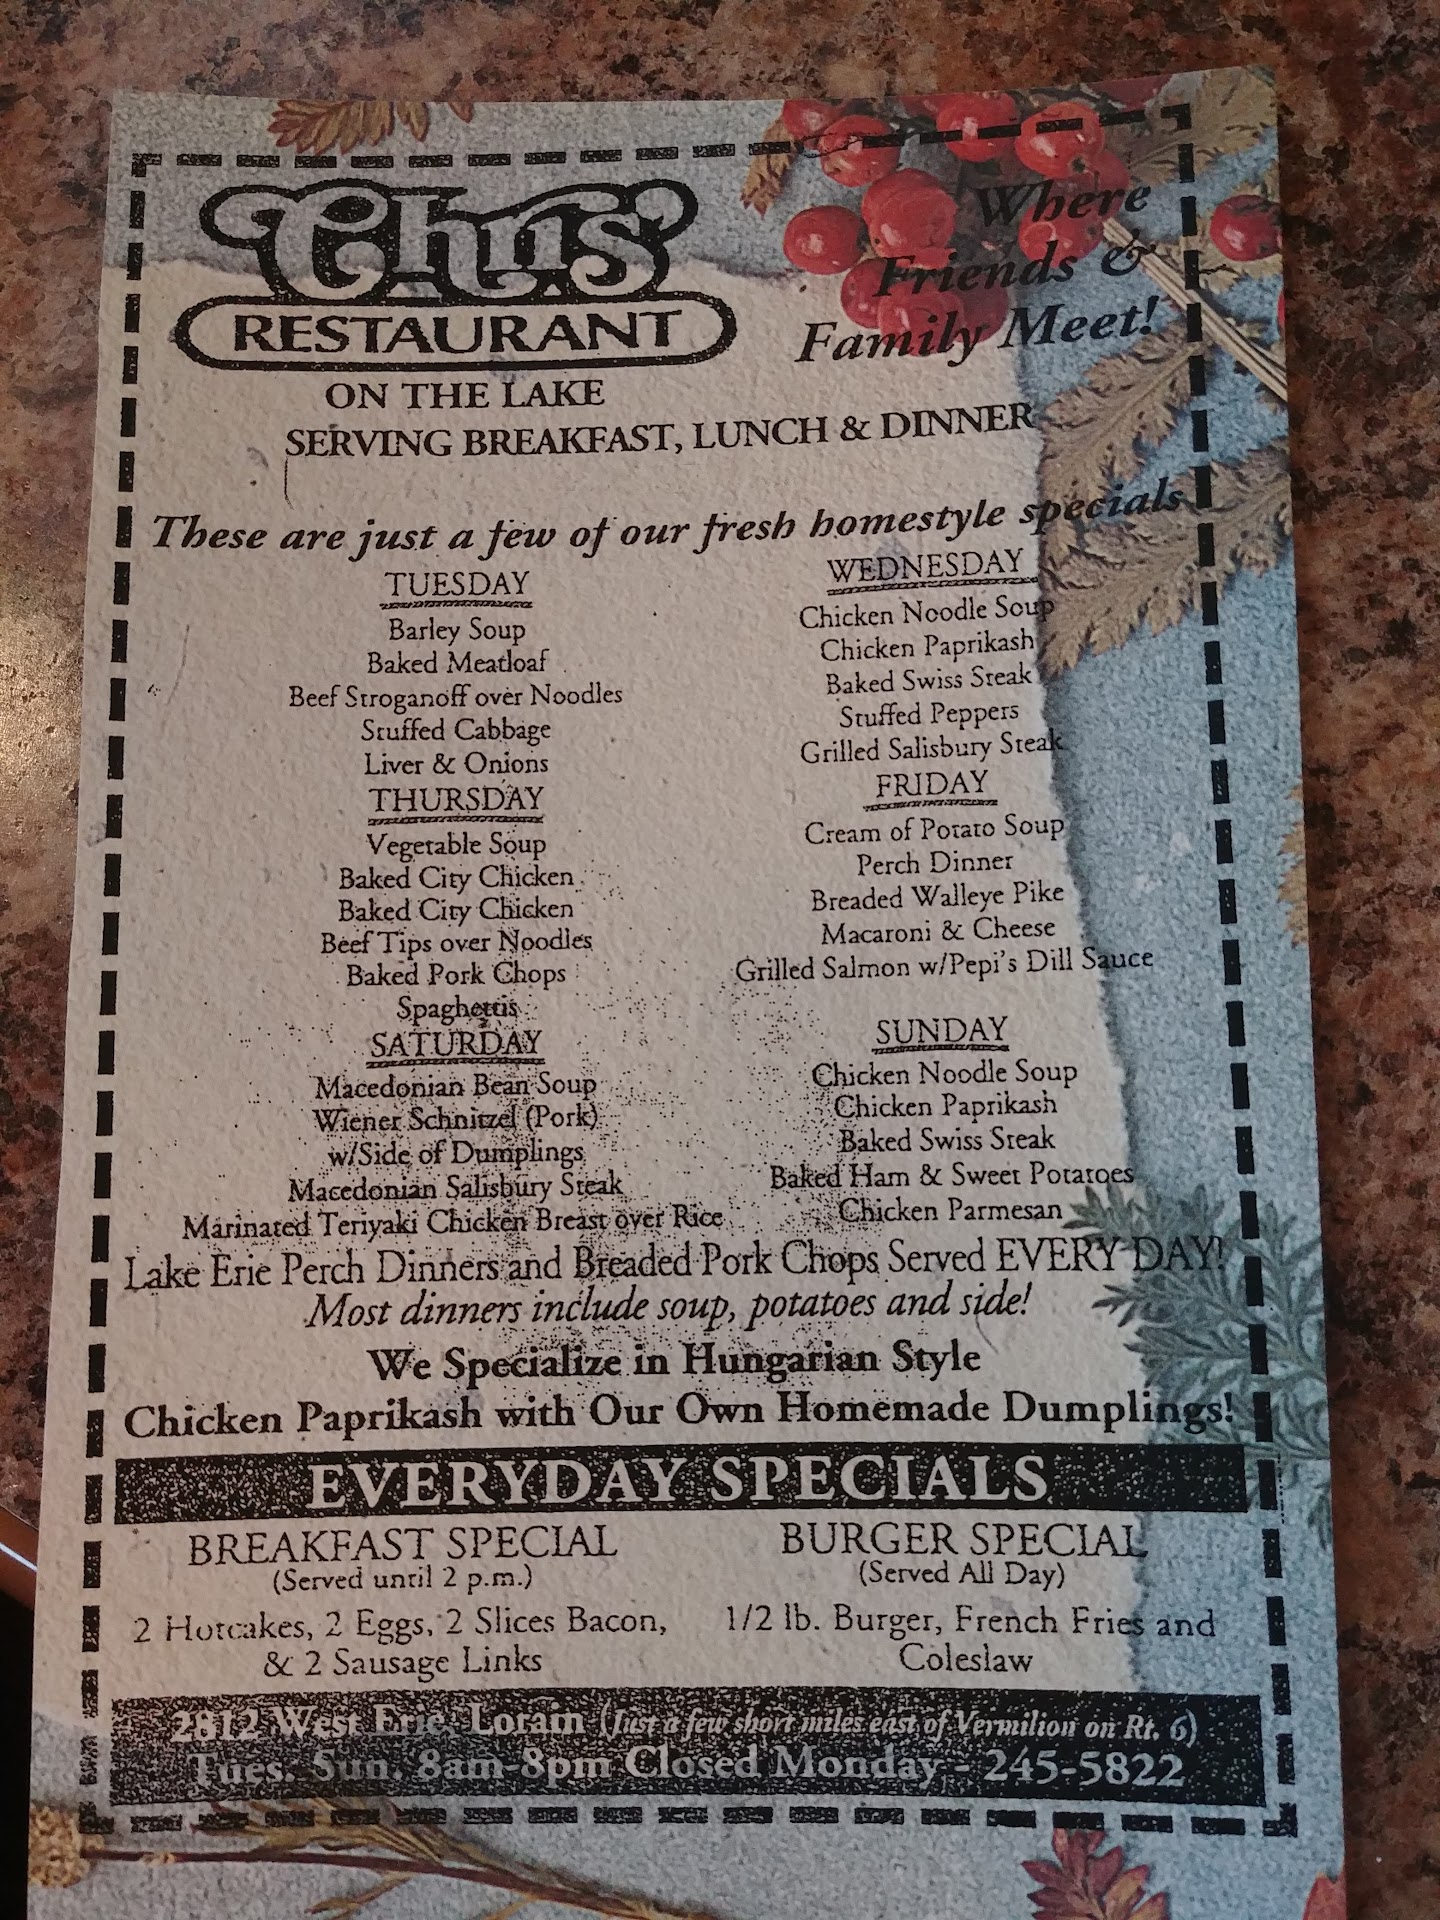 Chris'
RESTAURANT
ON THE LAKE
SERVING BREAKFAST, LUNCH & DINNER
Where
Friends &
Family Meet!
These are just a few of our fresh homestyle specials
TUESDAY
Barley Soup
Baked Meatloaf
Beef Stroganoff over Noodles
Stuffed Cabbage
Liver & Onions
WEDNESDAY
Chicken Noodle Soup
Chicken Paprikash
Baked Swiss Steak
Stuffed Peppers
Grilled Salisbury Steak
THURSDAY
Vegetable Soup
Baked City Chicken
Baked City Chicken
Beef Tips over Noodles
Baked Pork Chops
Spaghettis
FRIDAY
Cream of Potato Soup
Perch Dinner
Breaded Walleye Pike
Macaroni & Cheese
Grilled Salmon w/Pepi's Dill Sauce
SATURDAY
Macedonian Bean Soup
Wiener Schnitzel (Pork)
w/Side of Dumplings
Macedonian Salisbury Steak
Marinated Teriyaki Chicken Breast over Rice
SUNDAY
Chicken Noodle Soup
Chicken Paprikash
Baked Swiss Steak
Baked Ham & Sweet Potatoes
Chicken Parmesan
Lake Erie Perch Dinners and Breaded Pork Chops Served EVERY DAY!
Most dinners include soup, potatoes and side!
We Specialize in Hungarian Style
Chicken Paprikash with Our Own Homemade Dumplings!
EVERYDAY SPECIALS
BREAKFAST SPECIAL
(Served until 2 p.m.)
2 Hotcakes, 2 Eggs, 2 Slices Bacon,
& 2 Sausage Links
BURGER SPECIAL
(Served All Day)
1/2 lb. Burger, French Fries and
Coleslaw
2812 West Erie, Lorain (Just a few short miles east of Vermilion on Rt. 6)
Tues. Sun. 8am-8pm Closed Monday - 245-5822